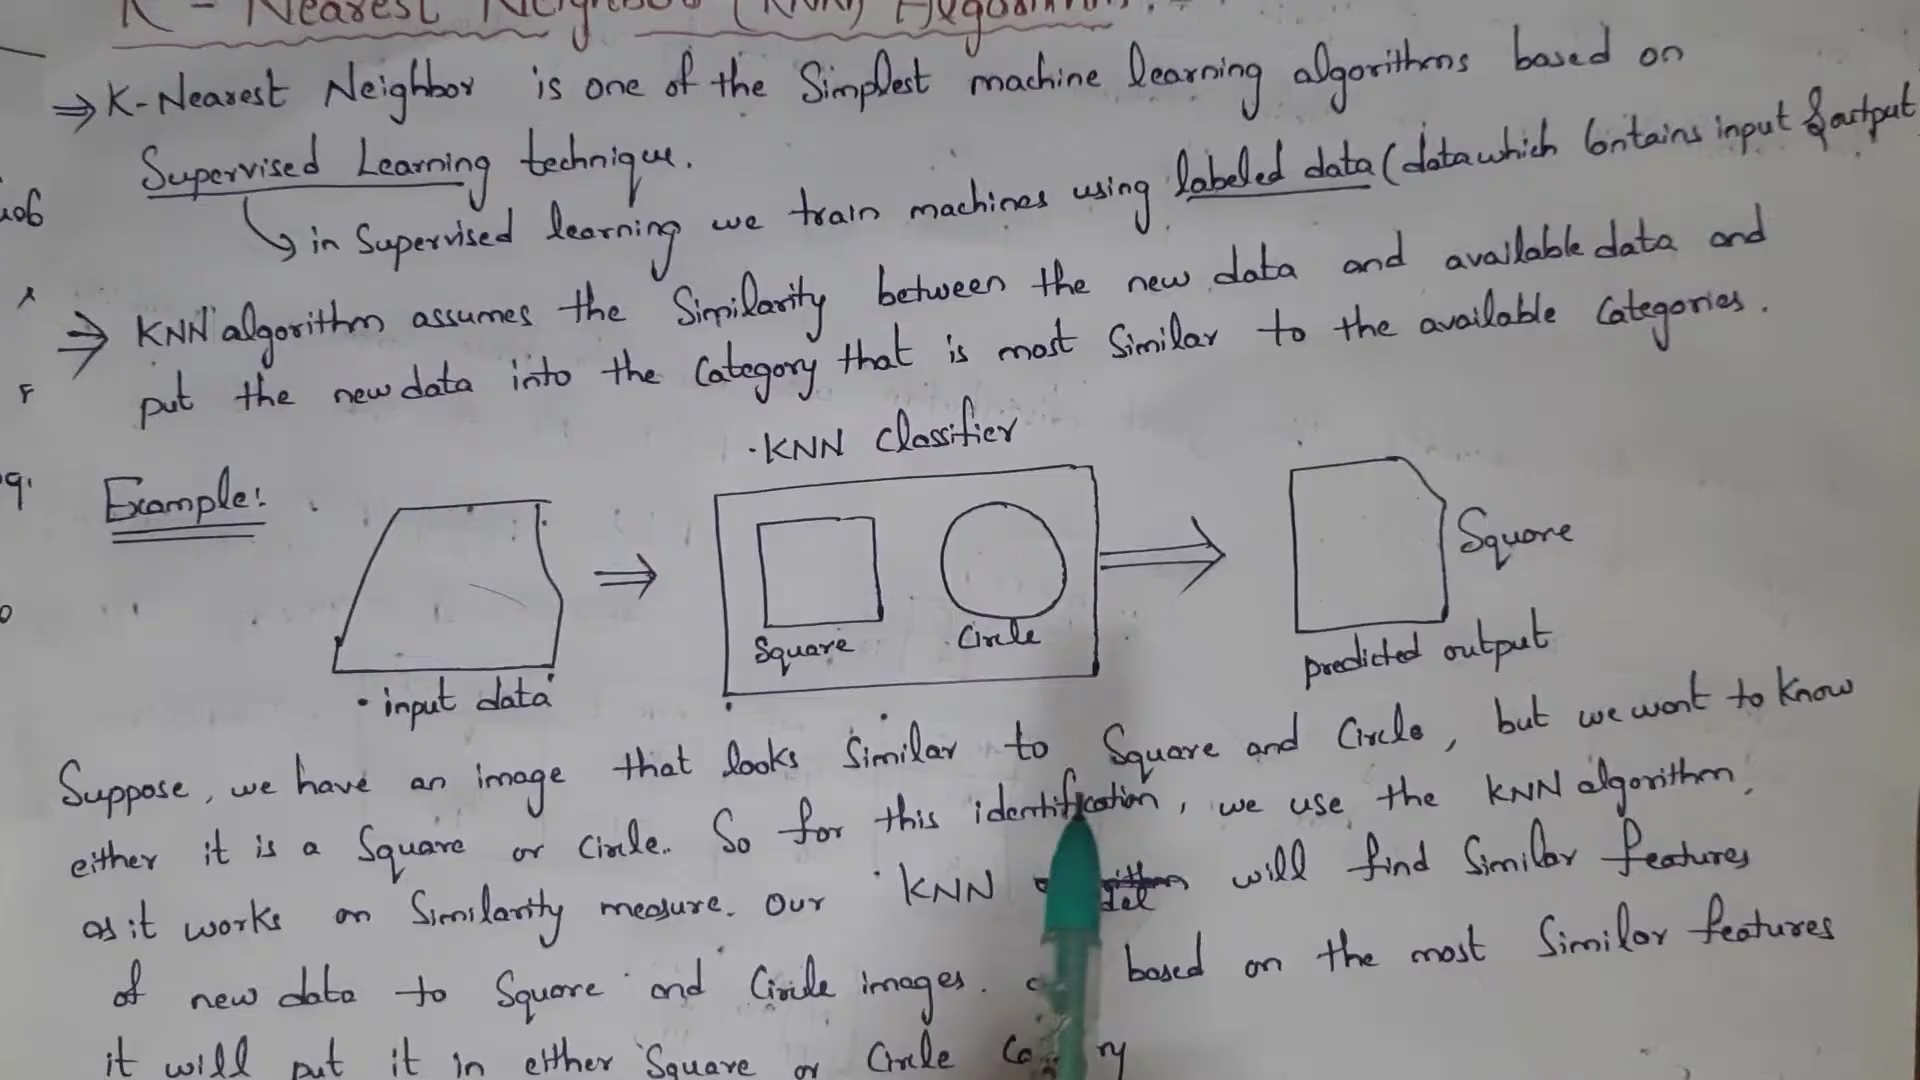 K - Nearest Neighbor (KNN) Algorithm:
⇒ K-Nearest Neighbor is one of the Simplest machine learning algorithms based on
Supervised Learning technique.
↳ in Supervised learning we train machines using labeled data (data which Contains input & output
⇒ KNN algorithm assumes the Similarity between the new data and available data and
put the new data into the Category that is most Similar to the available Categories.
Example:
KNN Classifier
Square
Circle
Square
input data
predicted output
Suppose, we have an image that looks Similar to Square and Circle, but we want to know
either it is a Square or Circle. So for this identification, we use the KNN algorithm,
as it works on Similarity measure. Our KNN will find Similar features
of new data to Square and Circle images. based on the most Similar features
it will put it in either Square or Circle